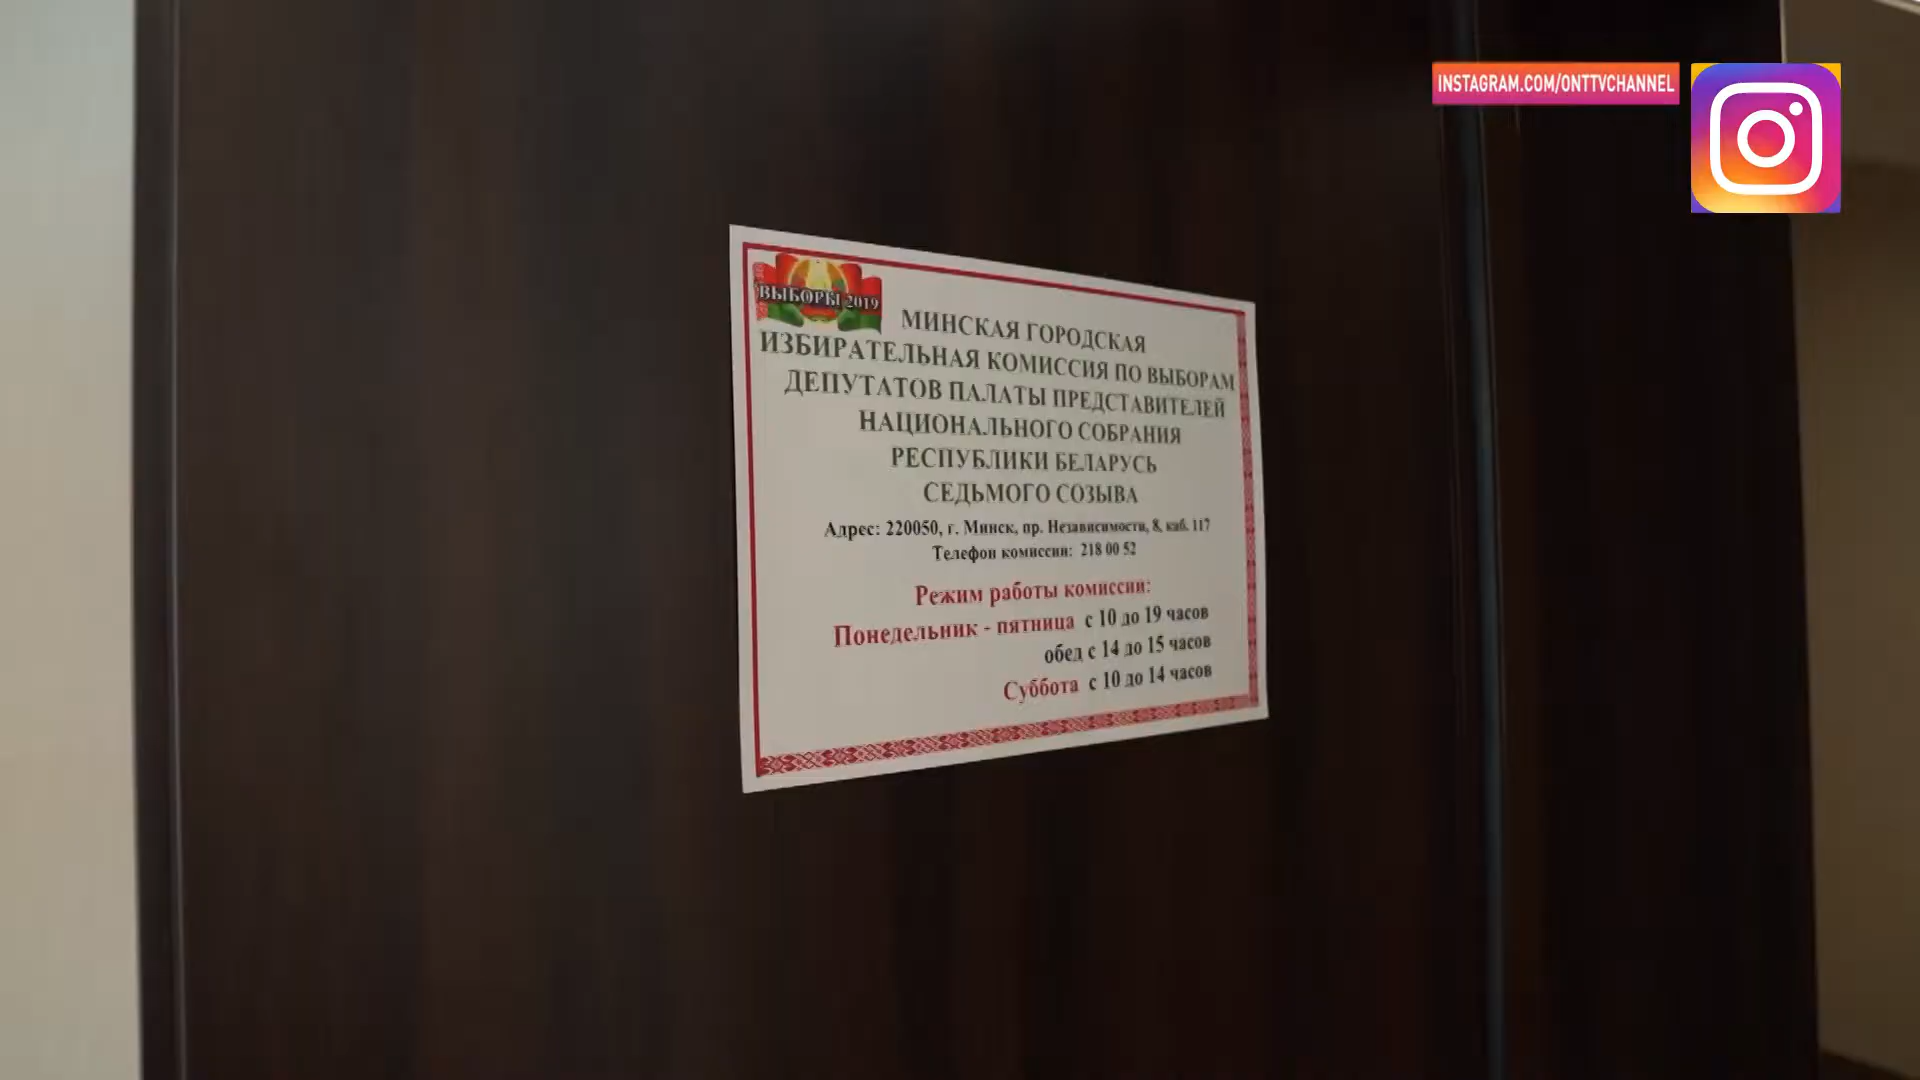 INSTAGRAM.COM/ONTTVCHANNEL
ВЫБОРЫ 2019
МИНСКАЯ ГОРОДСКАЯ
ИЗБИРАТЕЛЬНАЯ КОМИССИЯ ПО ВЫБОРАМ
ДЕПУТАТОВ ПАЛАТЫ ПРЕДСТАВИТЕЛЕЙ
НАЦИОНАЛЬНОГО СОБРАНИЯ
РЕСПУБЛИКИ БЕЛАРУСЬ
СЕДЬМОГО СОЗЫВА
Адрес: 220050, г. Минск, пр. Независимости, 8, каб. 117
Телефон комиссии: 218 00 52
Режим работы комиссии:
Понедельник - пятница с 10 до 19 часов
обед с 14 до 15 часов
Суббота с 10 до 14 часов